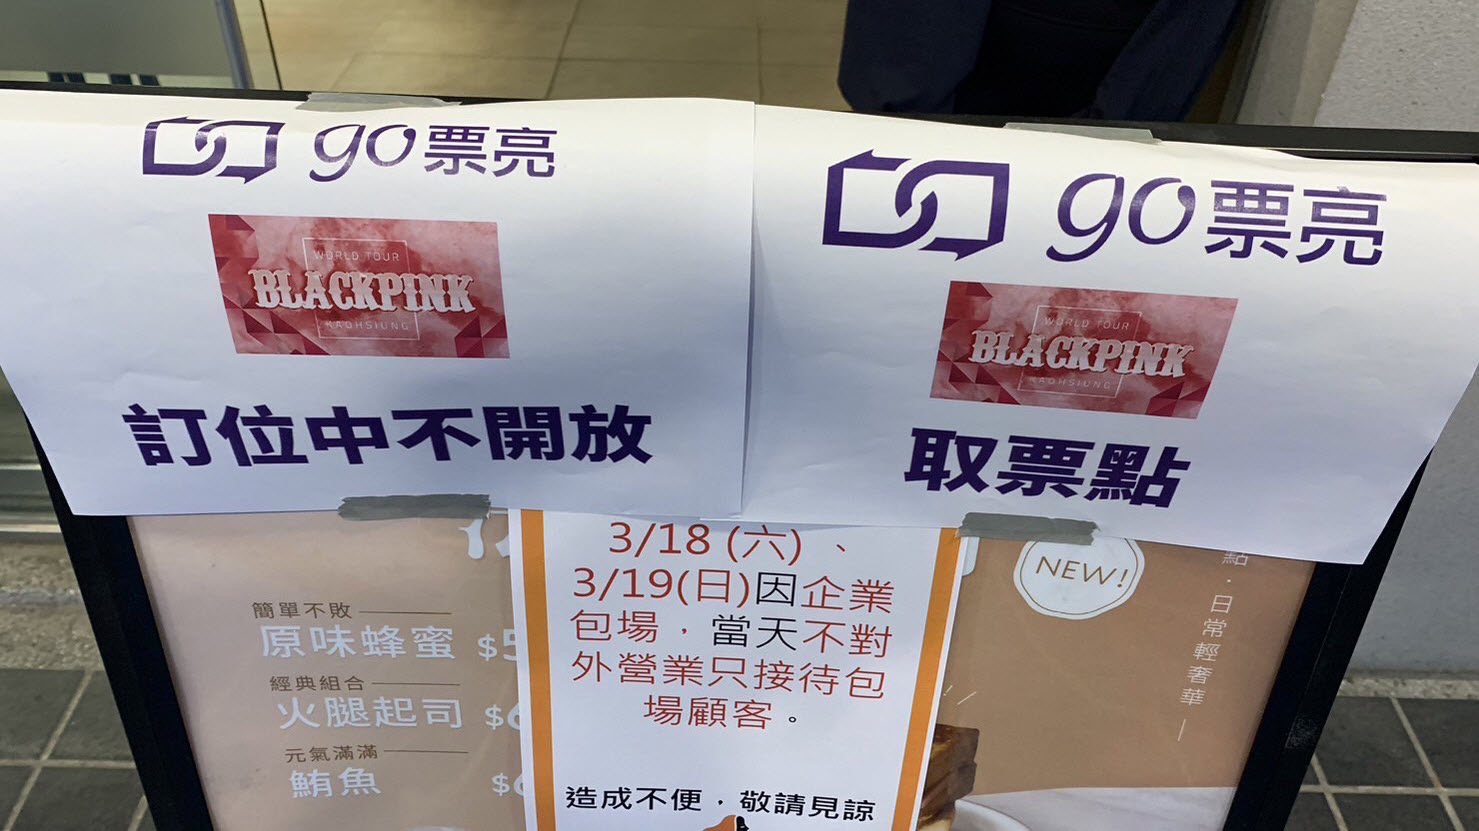 go票亮
WORLD TOUR
BLACKPINK
KAOHSIUNG
訂位中不開放
go票亮
WORLD TOUR
BLACKPINK
KAOHSIUNG
取票點
簡單不敗
原味蜂蜜 $5
經典組合
火腿起司 $6
元氣滿滿
鮪魚 $6
3/18 (六) 、
3/19(日)因企業
包場，當天不對
外營業只接待包
場顧客。
造成不便，敬請見諒
NEW!
點・日常輕奢華